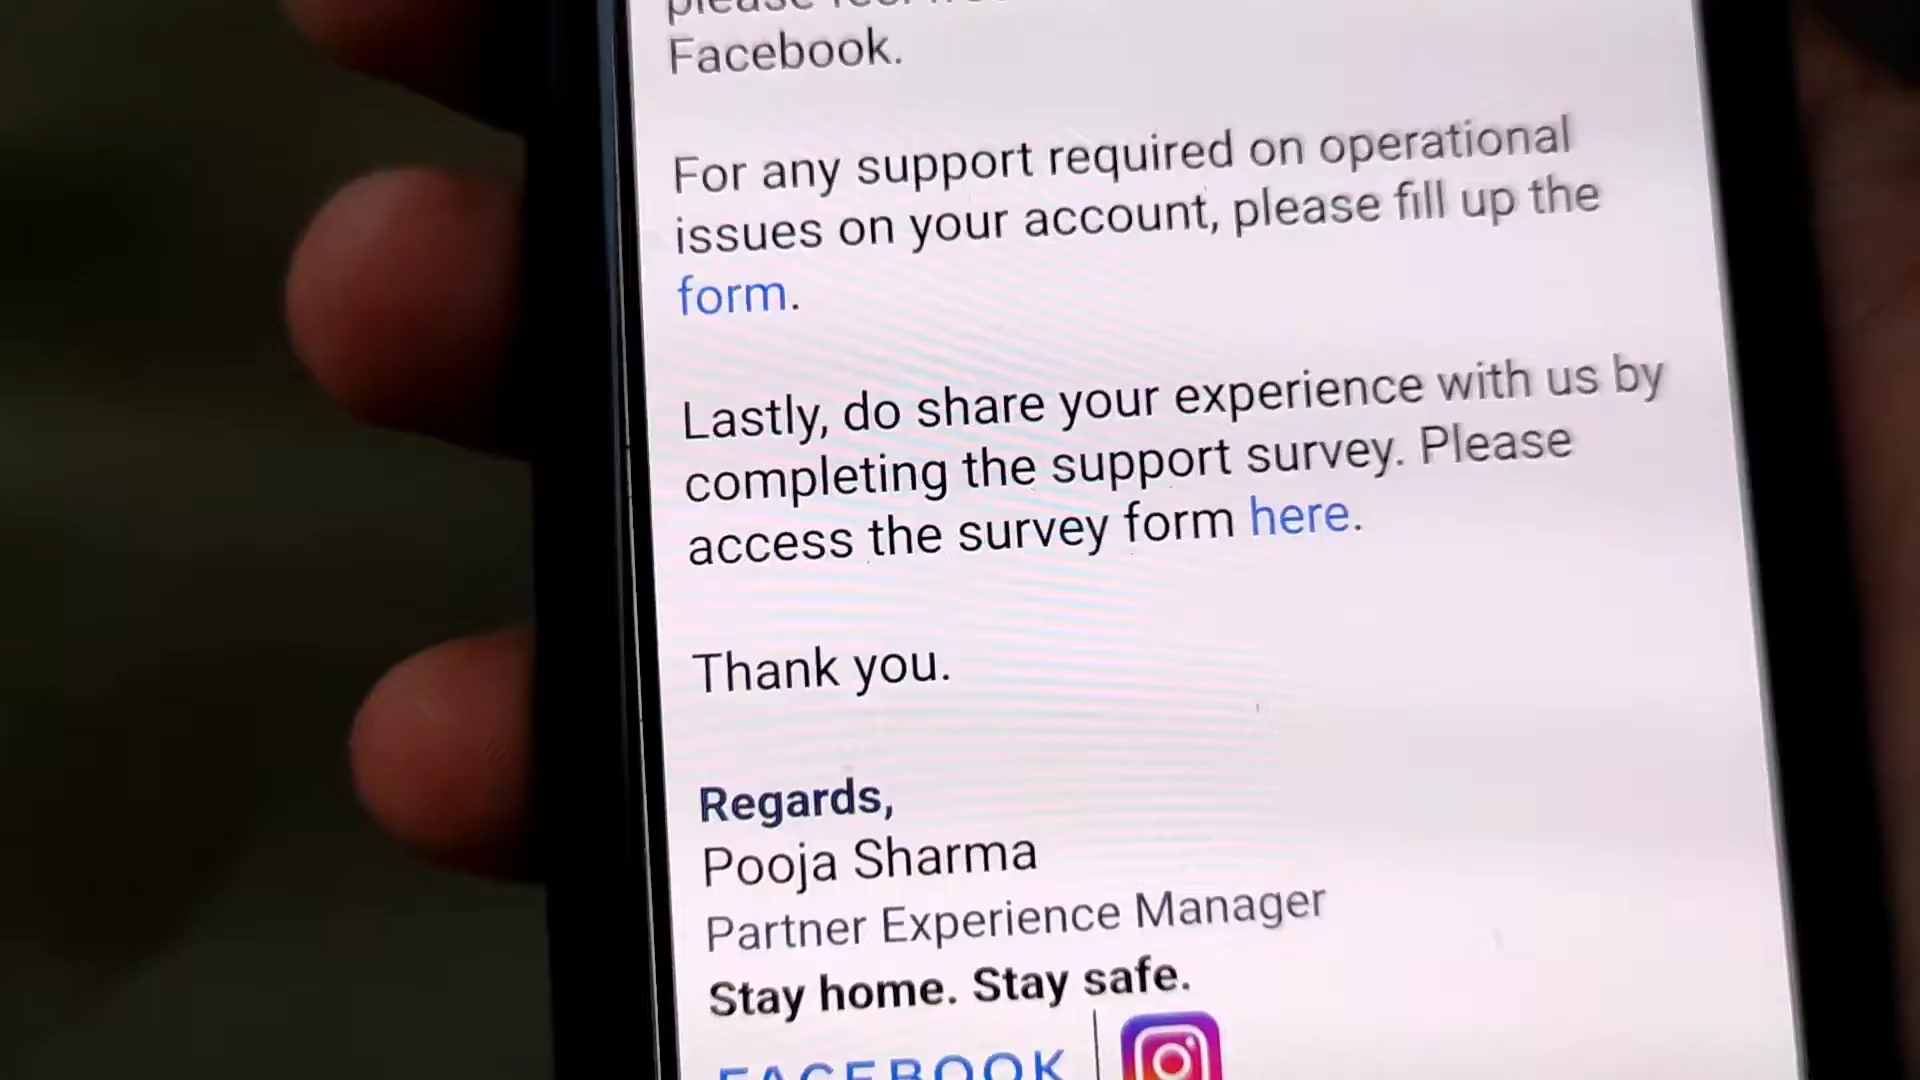 please feel
Facebook.
For any support required on operational
issues on your account, please fill up the
form.
Lastly, do share your experience with us by
completing the support survey. Please
access the survey form here.
Thank you.
Regards,
Pooja Sharma
Partner Experience Manager
Stay home. Stay safe.
FACEBOOK